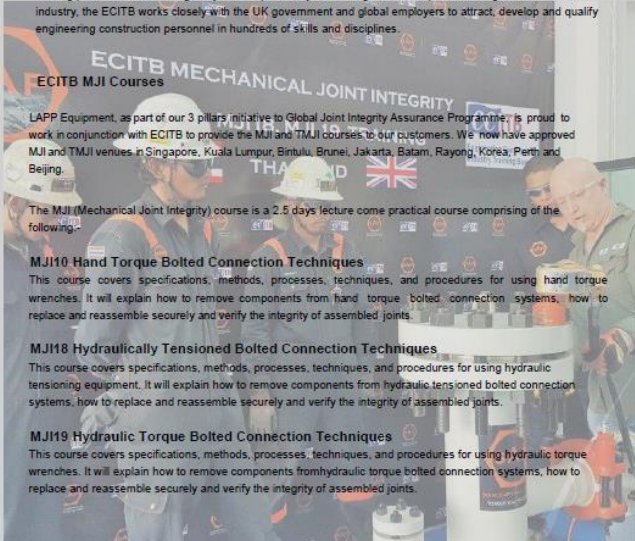 industry, the ECITB works closely with the UK government and global employers to attract, develop and qualify
engineering construction personnel in hundreds of skills and disciplines.
ECITB MECHANICAL JOINT INTEGRITY
ECITB MJI Courses
LAPP Equipment, as part of our 3 pillars initiative to Global Joint Integrity Assurance Programme, is proud to
work in conjunction with ECITB to provide the MJI and TMJI courses to our customers. We now have approved
MJI and TMJI venues in Singapore, Kuala Lumpur, Bintulu, Brunei, Jakarta, Batam, Rayong, Korea, Perth and
Beijing.
The MJI (Mechanical Joint Integrity) course is a 2.5 days lecture come practical course comprising of the
following:-
MJI10 Hand Torque Bolted Connection Techniques
This course covers specifications, methods, processes, techniques, and procedures for using hand torque
wrenches. It will explain how to remove components from hand torque bolted connection systems, how to
replace and reassemble securely and verify the integrity of assembled joints.
MJI18 Hydraulically Tensioned Bolted Connection Techniques
This course covers specifications, methods, processes, techniques, and procedures for using hydraulic
tensioning equipment. It will explain how to remove components from hydraulic tensioned bolted connection
systems, how to replace and reassemble securely and verify the integrity of assembled joints.
MJI19 Hydraulic Torque Bolted Connection Techniques
This course covers specifications, methods, processes, techniques, and procedures for using hydraulic torque
wrenches. It will explain how to remove components fromhydraulic torque bolted connection systems, how to
replace and reassemble securely and verify the integrity of assembled joints.